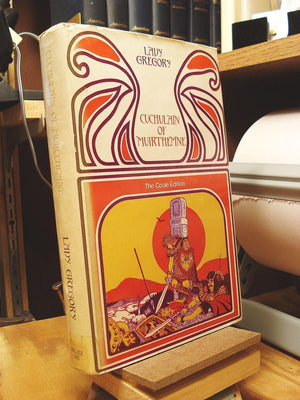 LADY
GREGORY
CUCHULAIN
OF
MUIRTHEMNE
The Coole Edition
CUCHULAIN OF MUIRTHEMNE
LADY GREGORY